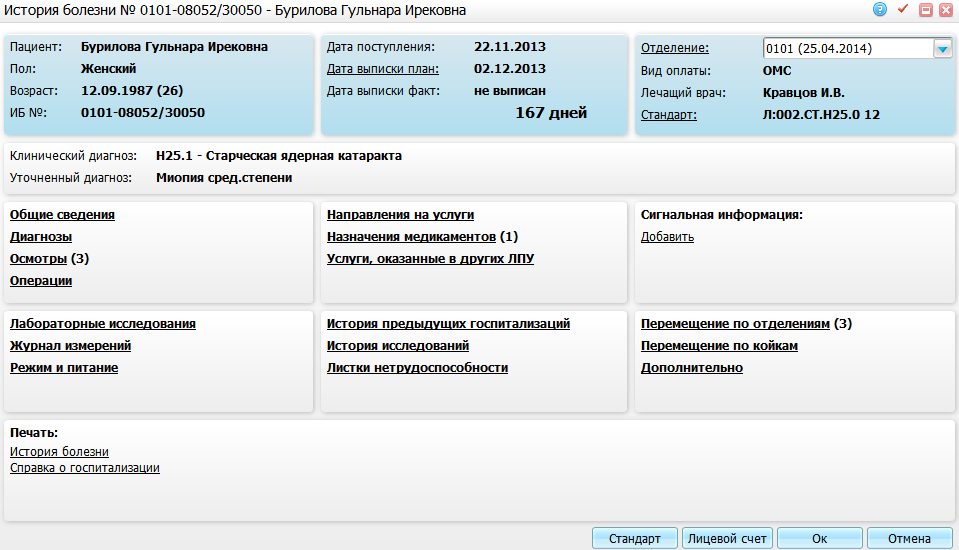 История болезни № 0101-08052/30050 - Бурилова Гульнара Ирековна
Пациент: Бурилова Гульнара Ирековна
Пол: Женский
Возраст: 12.09.1987 (26)
ИБ №: 0101-08052/30050
Дата поступления: 22.11.2013
Дата выписки план: 02.12.2013
Дата выписки факт: не выписан
167 дней
Отделение: 0101 (25.04.2014)
Вид оплаты: ОМС
Лечащий врач: Кравцов И.В.
Стандарт: Л:002.СТ.H25.0 12
Клинический диагноз: H25.1 - Старческая ядерная катаракта
Уточненный диагноз: Миопия сред.степени
Общие сведения
Диагнозы
Осмотры (3)
Операции
Направления на услуги
Назначения медикаментов (1)
Услуги, оказанные в других ЛПУ
Сигнальная информация:
Добавить
Лабораторные исследования
Журнал измерений
Режим и питание
История предыдущих госпитализаций
История исследований
Листки нетрудоспособности
Перемещение по отделениям (3)
Перемещение по койкам
Дополнительно
Печать:
История болезни
Справка о госпитализации
Стандарт Лицевой счет Ок Отмена